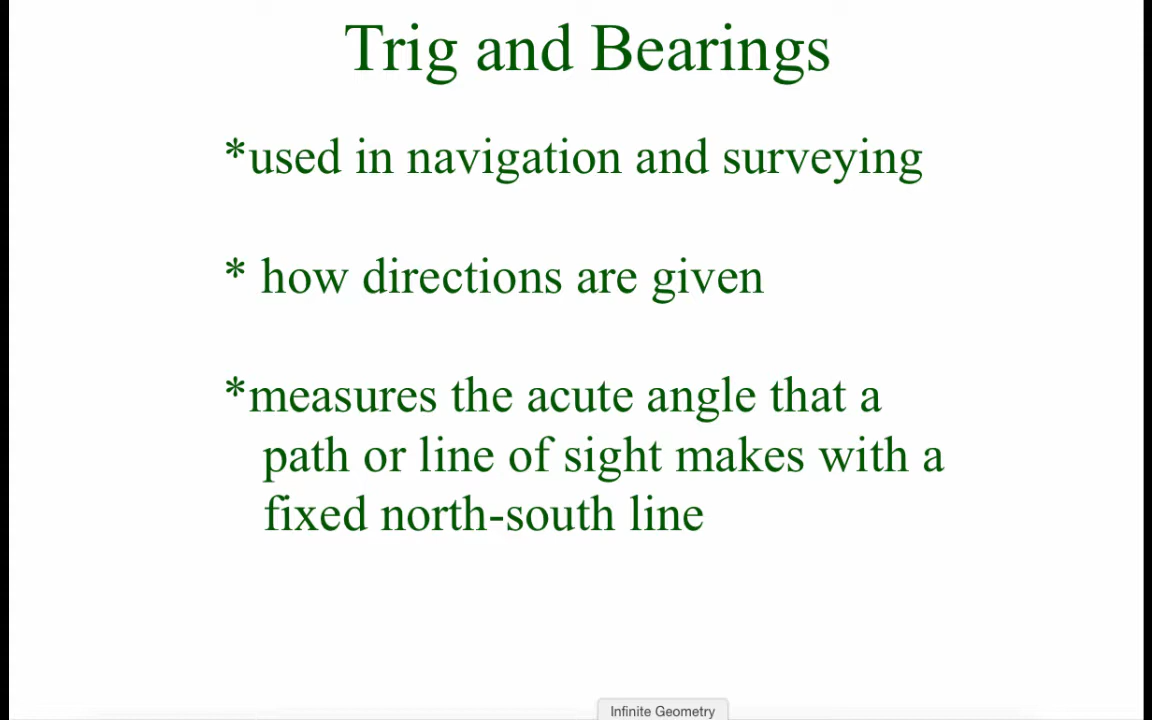 Trig and Bearings
*used in navigation and surveying
* how directions are given
*measures the acute angle that a
path or line of sight makes with a
fixed north-south line
Infinite Geometry